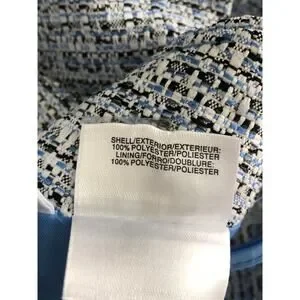 SHELL/EXTERIOR/EXTERIEUR:
100% POLYESTER/POLIESTER
LINING/FORRO/DOUBLURE:
100% POLYESTER/POLIESTER